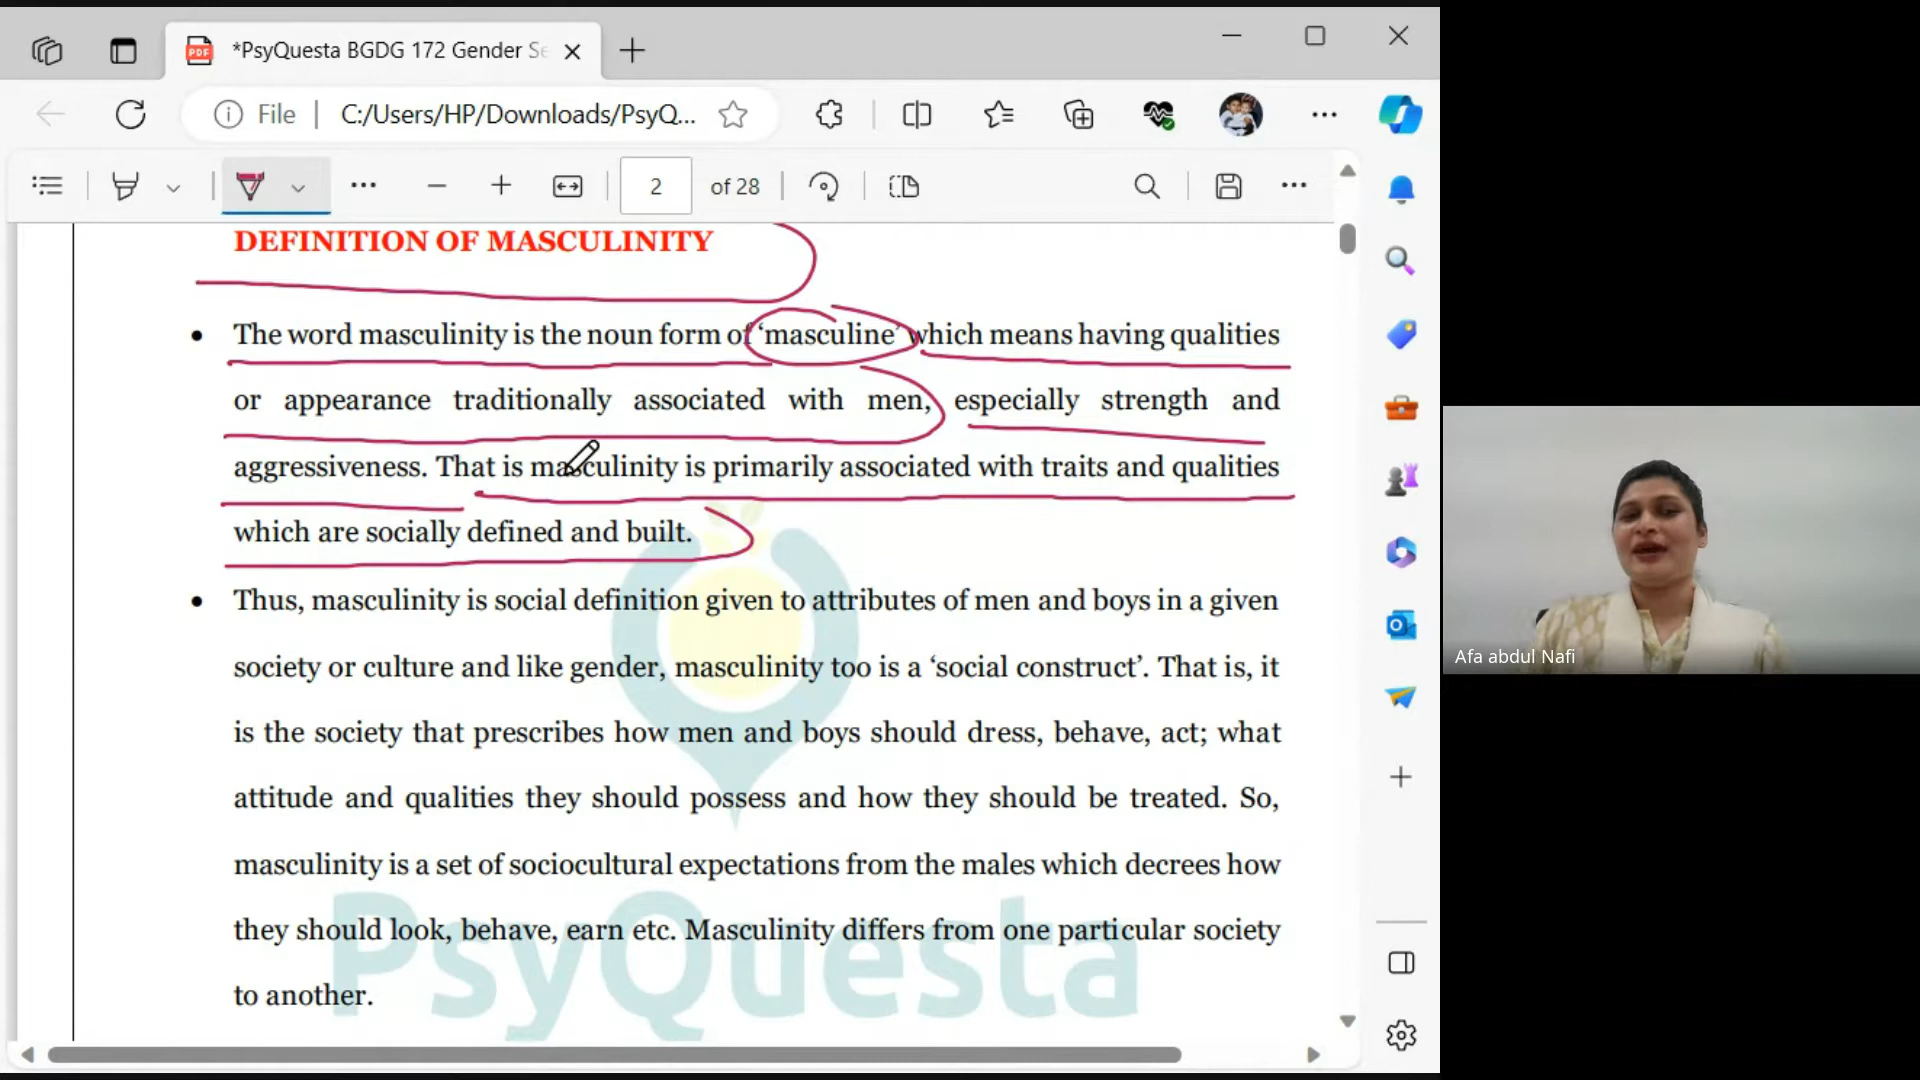 *PsyQuesta BGDG 172 Gender Se
File
C:/Users/HP/Downloads/PsyQ...
2 of 28
DEFINITION OF MASCULINITY
• The word masculinity is the noun form of ‘masculine’ which means having qualities
or appearance traditionally associated with men, especially strength and
aggressiveness. That is masculinity is primarily associated with traits and qualities
which are socially defined and built.
• Thus, masculinity is social definition given to attributes of men and boys in a given
society or culture and like gender, masculinity too is a ‘social construct’. That is, it
is the society that prescribes how men and boys should dress, behave, act; what
attitude and qualities they should possess and how they should be treated. So,
masculinity is a set of sociocultural expectations from the males which decrees how
they should look, behave, earn etc. Masculinity differs from one particular society
to another.
PsyQuesta
Afa abdul Nafi